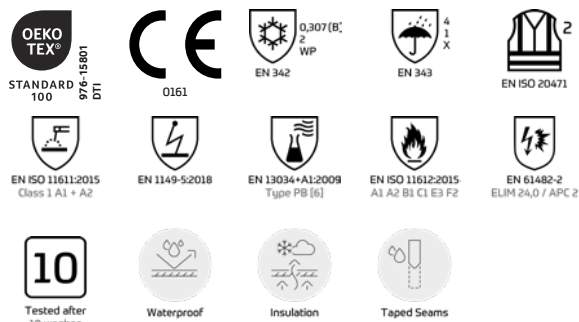 OEKO
TEX®
STANDARD
100
976-15801
DTI
CE
0161
0,307(B)
2
WP
EN 342
4
1
X
EN 343
2
EN ISO 20471
EN ISO 11611:2015
Class 1 A1 + A2
EN 1149-5:2018
EN 13034+A1:2009
Type PB [6]
EN ISO 11612:2015
A1 A2 B1 C1 E3 F2
EN 61482-2
ELIM 24,0 / APC 2
10
Tested after
Waterproof
Insulation
Taped Seams